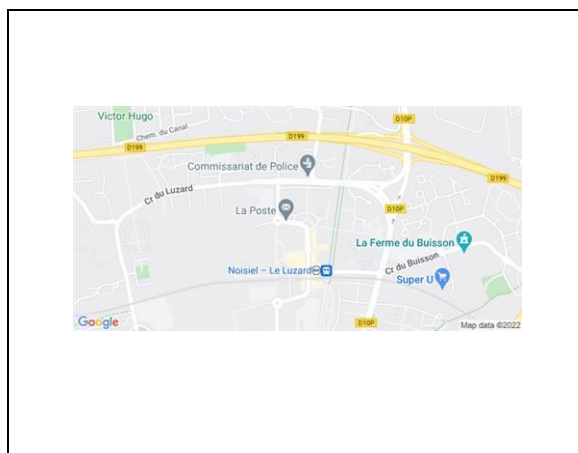 Victor Hugo
D10P
Chem. du Canal
D199
D199
Commissariat de Police
D199
Cr du Luzard
La Poste
D10P
La Ferme du Buisson
Noisiel – Le Luzard
Cr du Buisson
Super U
Google
D10P
Map data ©2022